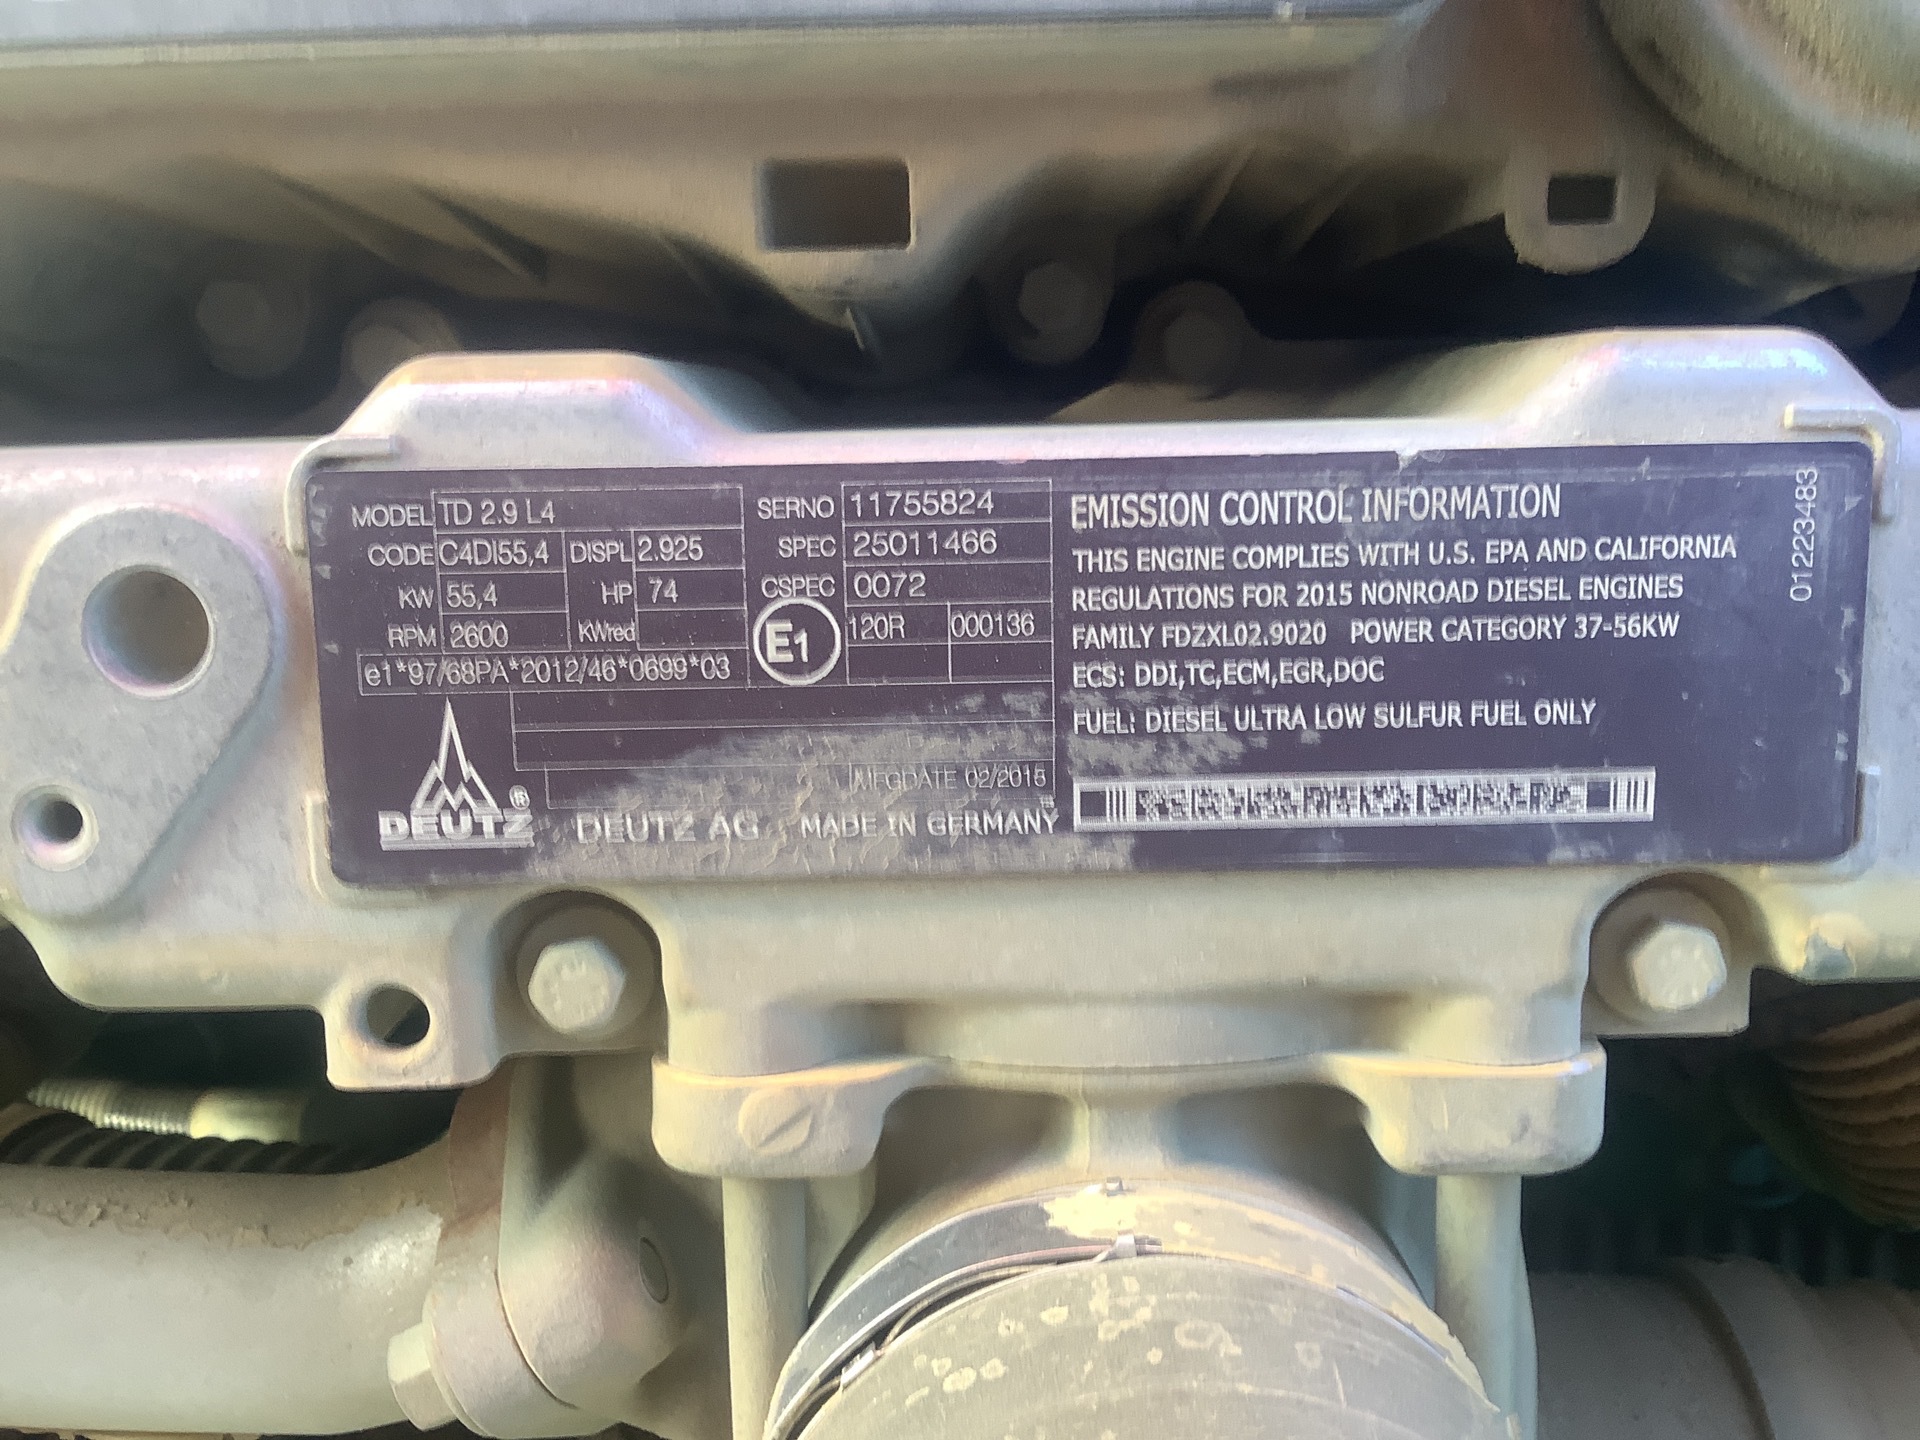 MODEL TD 2.9 L4
CODE C4DI55,4 DISPL 2.925
KW 55,4 HP 74
RPM 2600 KWred
e1*97/68PA*2012/46*0699*03
SERNO 11755824
SPEC 25011466
CSPEC 0072
E1 120R 000136
MFGDATE 02/2015
DEUTZ ®
DEUTZ AG MADE IN GERMANY
EMISSION CONTROL INFORMATION
THIS ENGINE COMPLIES WITH U.S. EPA AND CALIFORNIA
REGULATIONS FOR 2015 NONROAD DIESEL ENGINES
FAMILY FDZXL02.9020 POWER CATEGORY 37-56KW
ECS: DDI,TC,ECM,EGR,DOC
FUEL: DIESEL ULTRA LOW SULFUR FUEL ONLY
01223483